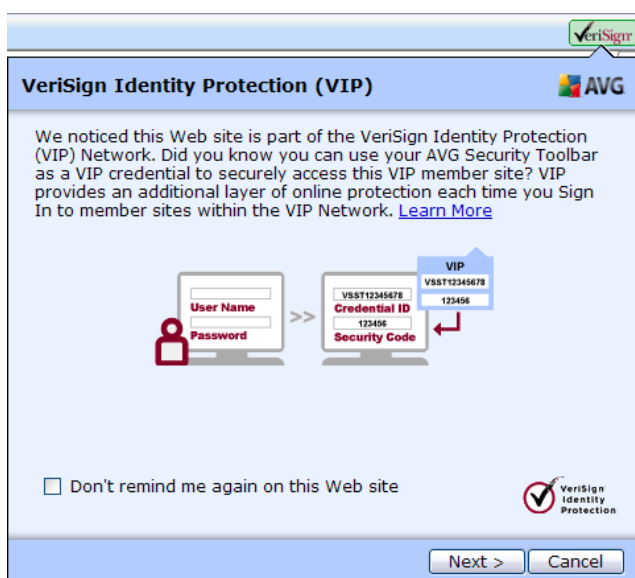 VeriSign
VeriSign Identity Protection (VIP)
AVG
We noticed this Web site is part of the VeriSign Identity Protection
(VIP) Network. Did you know you can use your AVG Security Toolbar
as a VIP credential to securely access this VIP member site? VIP
provides an additional layer of online protection each time you Sign
In to member sites within the VIP Network. Learn More
User Name
Password
>>
VSST12345678
Credential ID
123456
Security Code
VIP
VSST12345678
123456
Don't remind me again on this Web site
VeriSign
Identity
Protection
Next >
Cancel